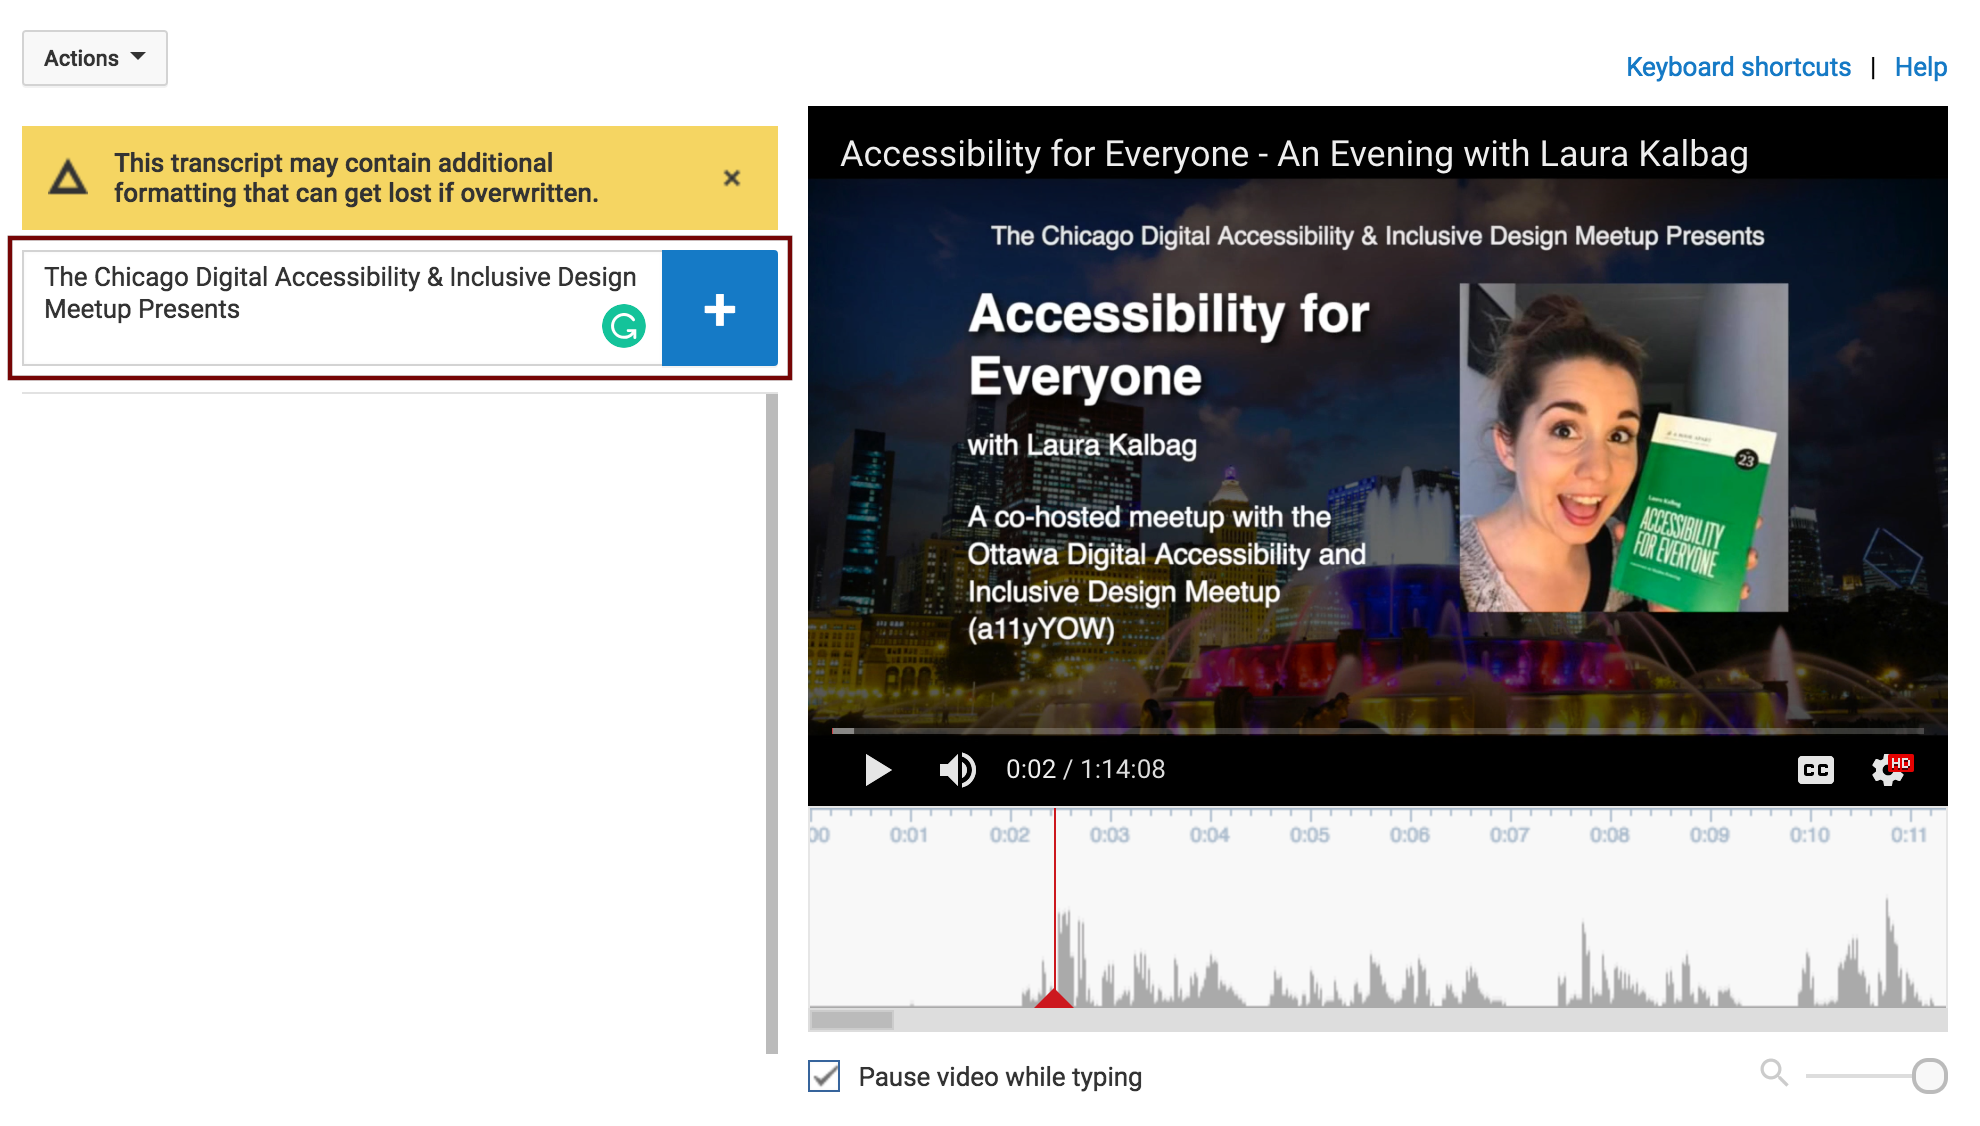 Actions
Keyboard shortcuts | Help
This transcript may contain additional
formatting that can get lost if overwritten.
The Chicago Digital Accessibility & Inclusive Design
Meetup Presents
Accessibility for Everyone - An Evening with Laura Kalbag
The Chicago Digital Accessibility & Inclusive Design Meetup Presents
Accessibility for
Everyone
with Laura Kalbag
A co-hosted meetup with the
Ottawa Digital Accessibility and
Inclusive Design Meetup
(a11yYOW)
A BOOK APART
23
Laura Kalbag
ACCESSIBILITY
FOR EVERYONE
0:02 / 1:14:08
CC
HD
00 0:01 0:02 0:03 0:04 0:05 0:06 0:07 0:08 0:09 0:10 0:11
Pause video while typing